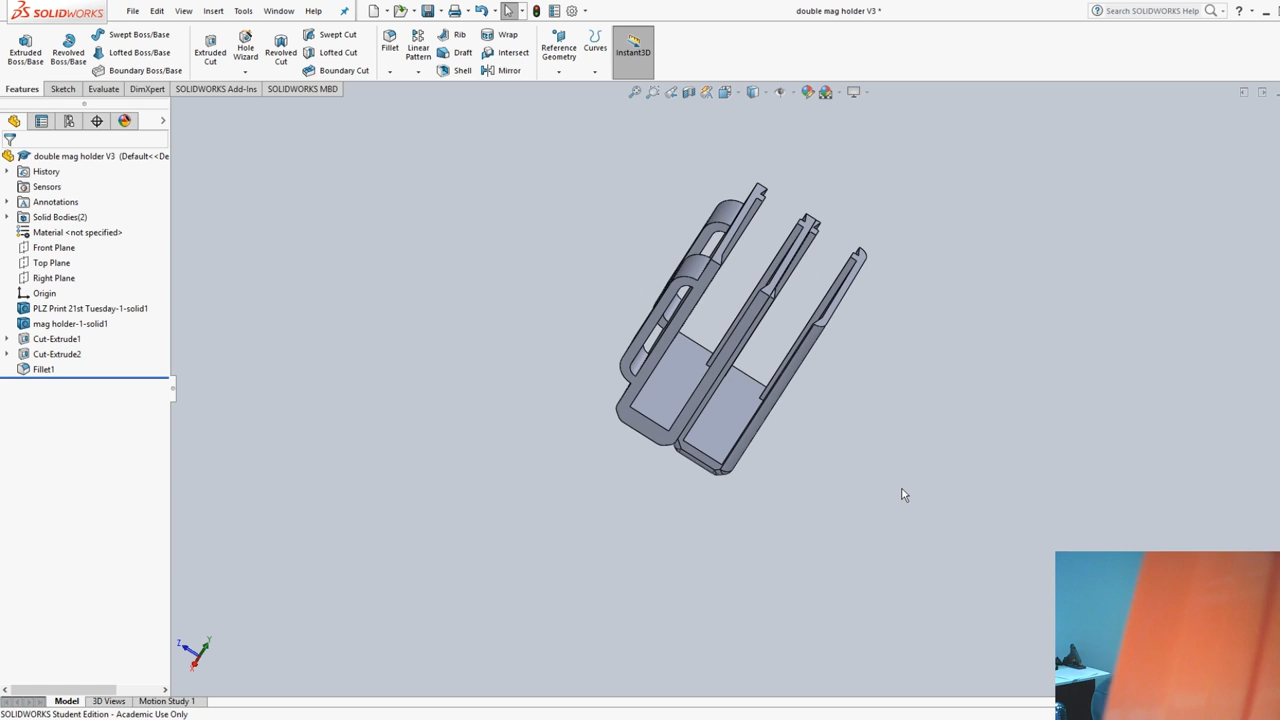 SOLIDWORKS File Edit View Insert Tools Window Help double mag holder V3 * Search SOLIDWORKS Help ?
Extruded Boss/Base
Revolved Boss/Base
Swept Boss/Base
Lofted Boss/Base
Boundary Boss/Base
Extruded Cut
Hole Wizard
Revolved Cut
Swept Cut
Lofted Cut
Boundary Cut
Fillet
Linear Pattern
Rib
Draft
Shell
Wrap
Intersect
Mirror
Reference Geometry
Curves
Instant3D
Features Sketch Evaluate DimXpert SOLIDWORKS Add-Ins SOLIDWORKS MBD
double mag holder V3 (Default<<De
History
Sensors
Annotations
Solid Bodies(2)
Material <not specified>
Front Plane
Top Plane
Right Plane
Origin
PLZ Print 21st Tuesday-1-solid1
mag holder-1-solid1
Cut-Extrude1
Cut-Extrude2
Fillet1
Z Y X
Model 3D Views Motion Study 1
SOLIDWORKS Student Edition - Academic Use Only